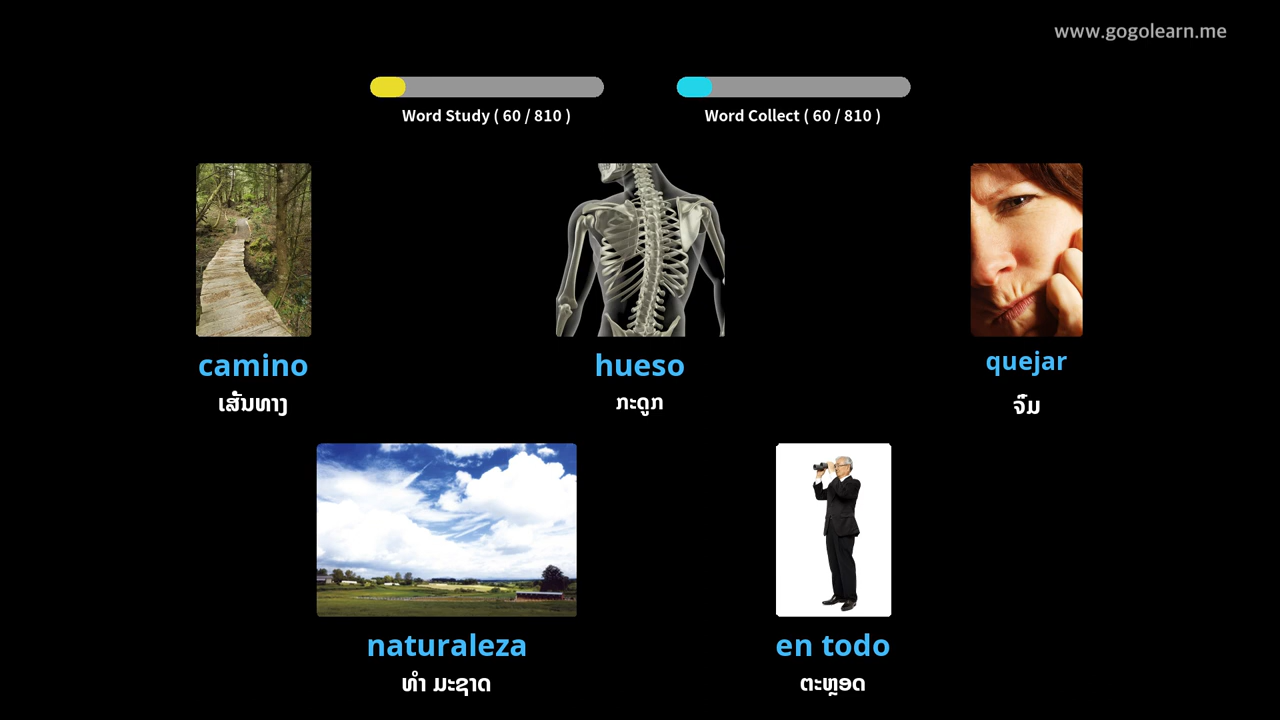 www.gogolearn.me
Word Study ( 60 / 810 )
Word Collect ( 60 / 810 )
camino
ເສັ້ນທາງ
hueso
ກະດູກ
quejar
ຈົ່ມ
naturaleza
ທຳ ມະຊາດ
en todo
ຕະຫຼອດ